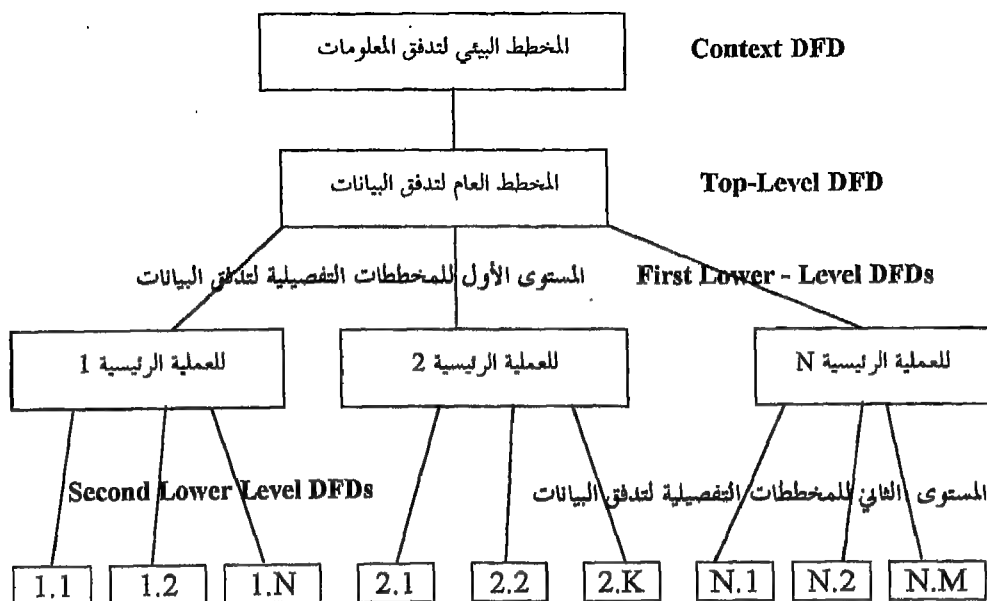 المخطط البيئي لتدفق المعلومات
Context DFD
المخطط العام لتدفق البيانات
Top-Level DFD
المستوى الأول للمخططات التفصيلية لتدفق البيانات
First Lower - Level DFDs
للعملية الرئيسية 1
للعملية الرئيسية 2
للعملية الرئيسية N
Second Lower Level DFDs
المستوى الثاني للمخططات التفصيلية لتدفق البيانات
1.1
1.2
1.N
2.1
2.2
2.K
N.1
N.2
N.M